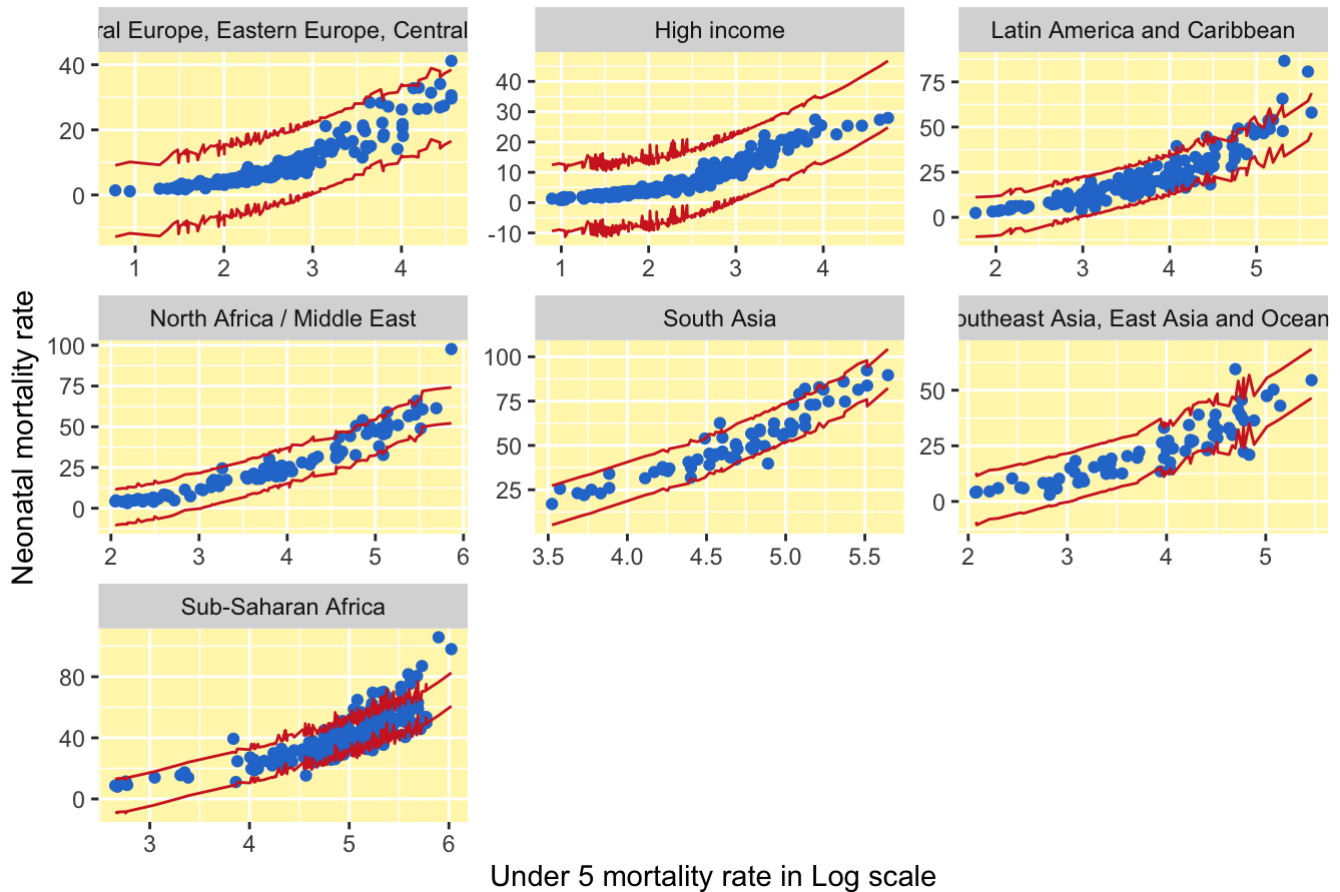 ral Europe, Eastern Europe, Central
High income
Latin America and Caribbean
40
20
0
1 2 3 4
40
30
20
10
0
-10
1 2 3 4
75
50
25
0
2 3 4 5
North Africa / Middle East
South Asia
outheast Asia, East Asia and Ocean
100
75
50
25
0
2 3 4 5 6
100
75
50
25
3.5 4.0 4.5 5.0 5.5
50
25
0
2 3 4 5
Sub-Saharan Africa
80
40
0
3 4 5 6
Neonatal mortality rate
Under 5 mortality rate in Log scale